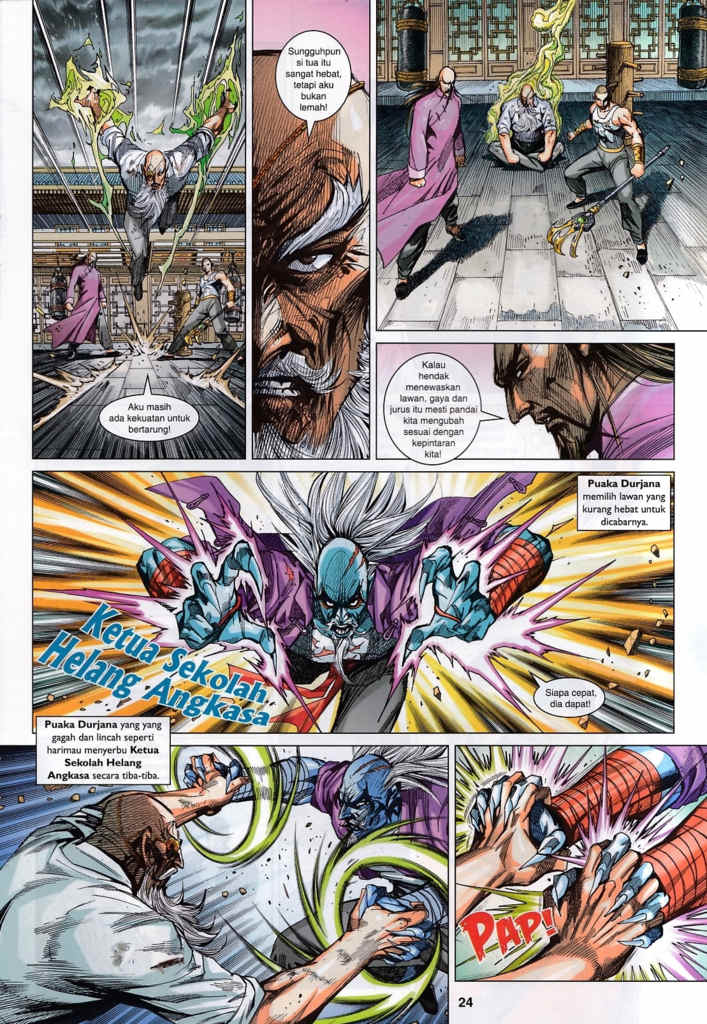 Sungguhpun
si tua itu
sangat hebat,
tetapi aku
bukan
lemah!
Aku masih
ada kekuatan untuk
bertarung!
Kalau
hendak
menewaskan
lawan, gaya dan
jurus itu mesti pandai
kita mengubah
sesuai dengan
kepintaran
kita!
Puaka Durjana
memilih lawan yang
kurang hebat untuk
dicabarnya.
Ketua Sekolah
Helang Angkasa
Siapa cepat,
dia dapat!
Puaka Durjana yang yang
gagah dan lincah seperti
harimau menyerbu Ketua
Sekolah Helang
Angkasa secara tiba-tiba.
PAP!
24